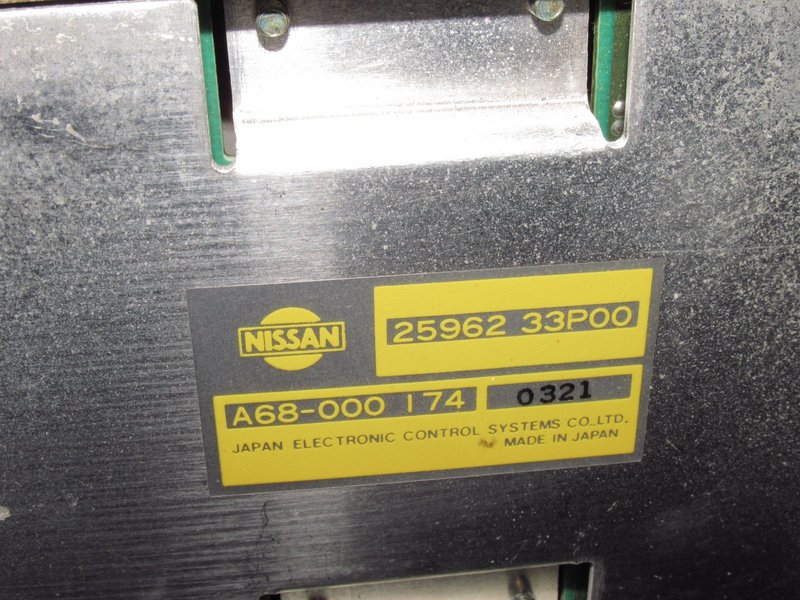 NISSAN
25962 33P00
A68-000 174
0321
JAPAN ELECTRONIC CONTROL SYSTEMS CO.,LTD.
MADE IN JAPAN